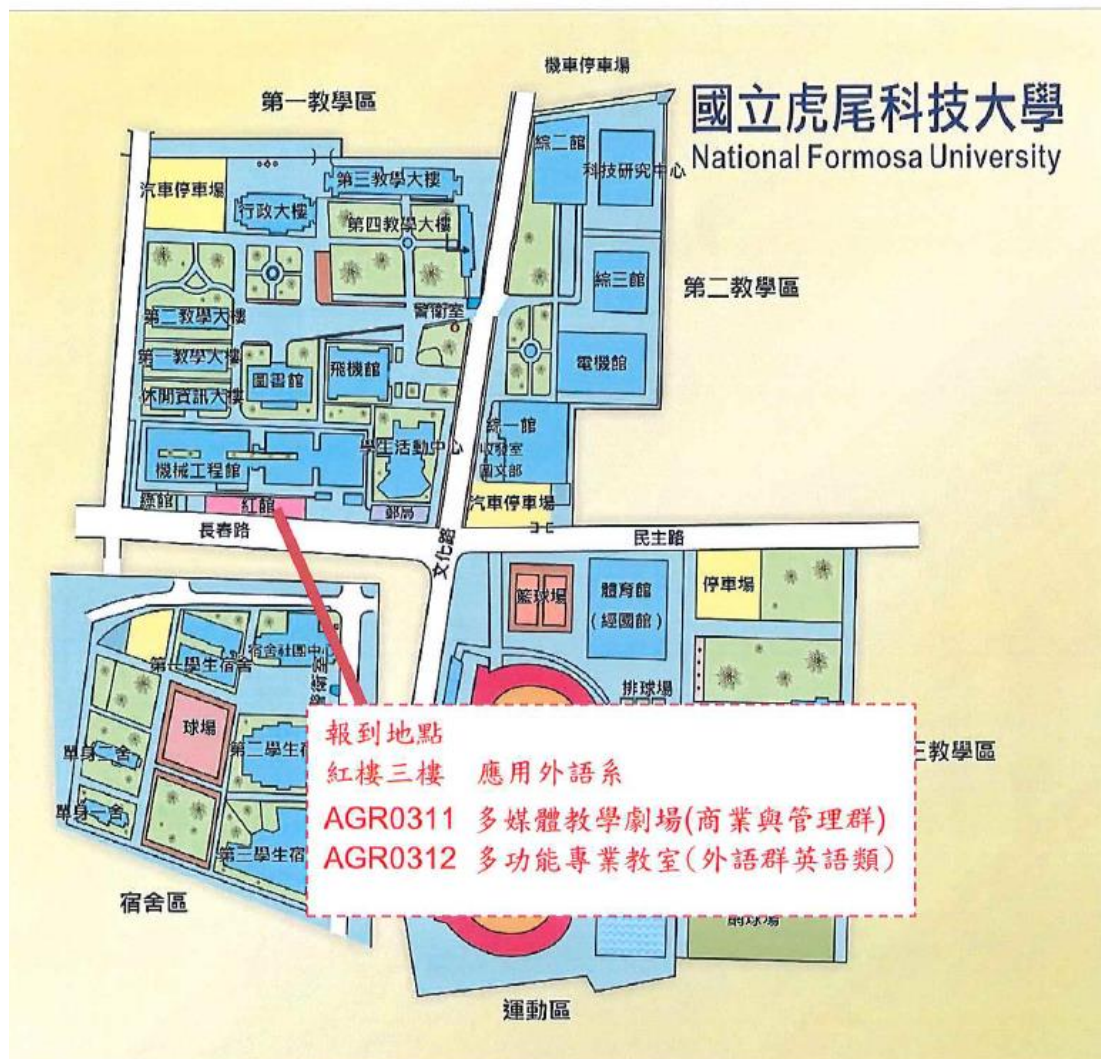 機車停車場
國立虎尾科技大學
National Formosa University
第一教學區
綜二館
科技研究中心
第三教學大樓
汽車停車場
行政大樓
第四教學大樓
綜三館
第二教學區
警衛室
第二教學大樓
第一教學大樓
圖書館
飛機館
電機館
休閒資訊大樓
綜一館
收發室
圖文部
學生活動中心
機械工程館
紅館
郵局
汽車停車場
長春路
文化路
民主路
籃球場
體育館
(經國館)
停車場
宿舍社團中
排球場
球場
第二學生宿
單身二舍
單身一舍
第三學生宿
宿舍區
報到地點
紅樓三樓 應用外語系
AGR0311 多媒體教學劇場(商業與管理群)
AGR0312 多功能專業教室(外語群英語類)
三教學區
網球場
運動區